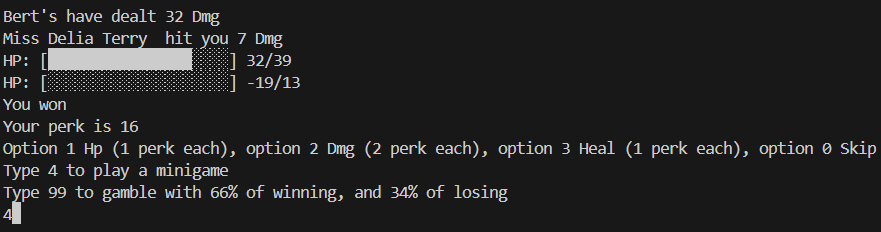 Bert's have dealt 32 Dmg
Miss Delia Terry  hit you 7 Dmg
HP: [████████████████░░░░] 32/39
HP: [░░░░░░░░░░░░░░░░░░░░] -19/13
You won
Your perk is 16
Option 1 Hp (1 perk each), option 2 Dmg (2 perk each), option 3 Heal (1 perk each), option 0 Skip
Type 4 to play a minigame
Type 99 to gamble with 66% of winning, and 34% of losing
4